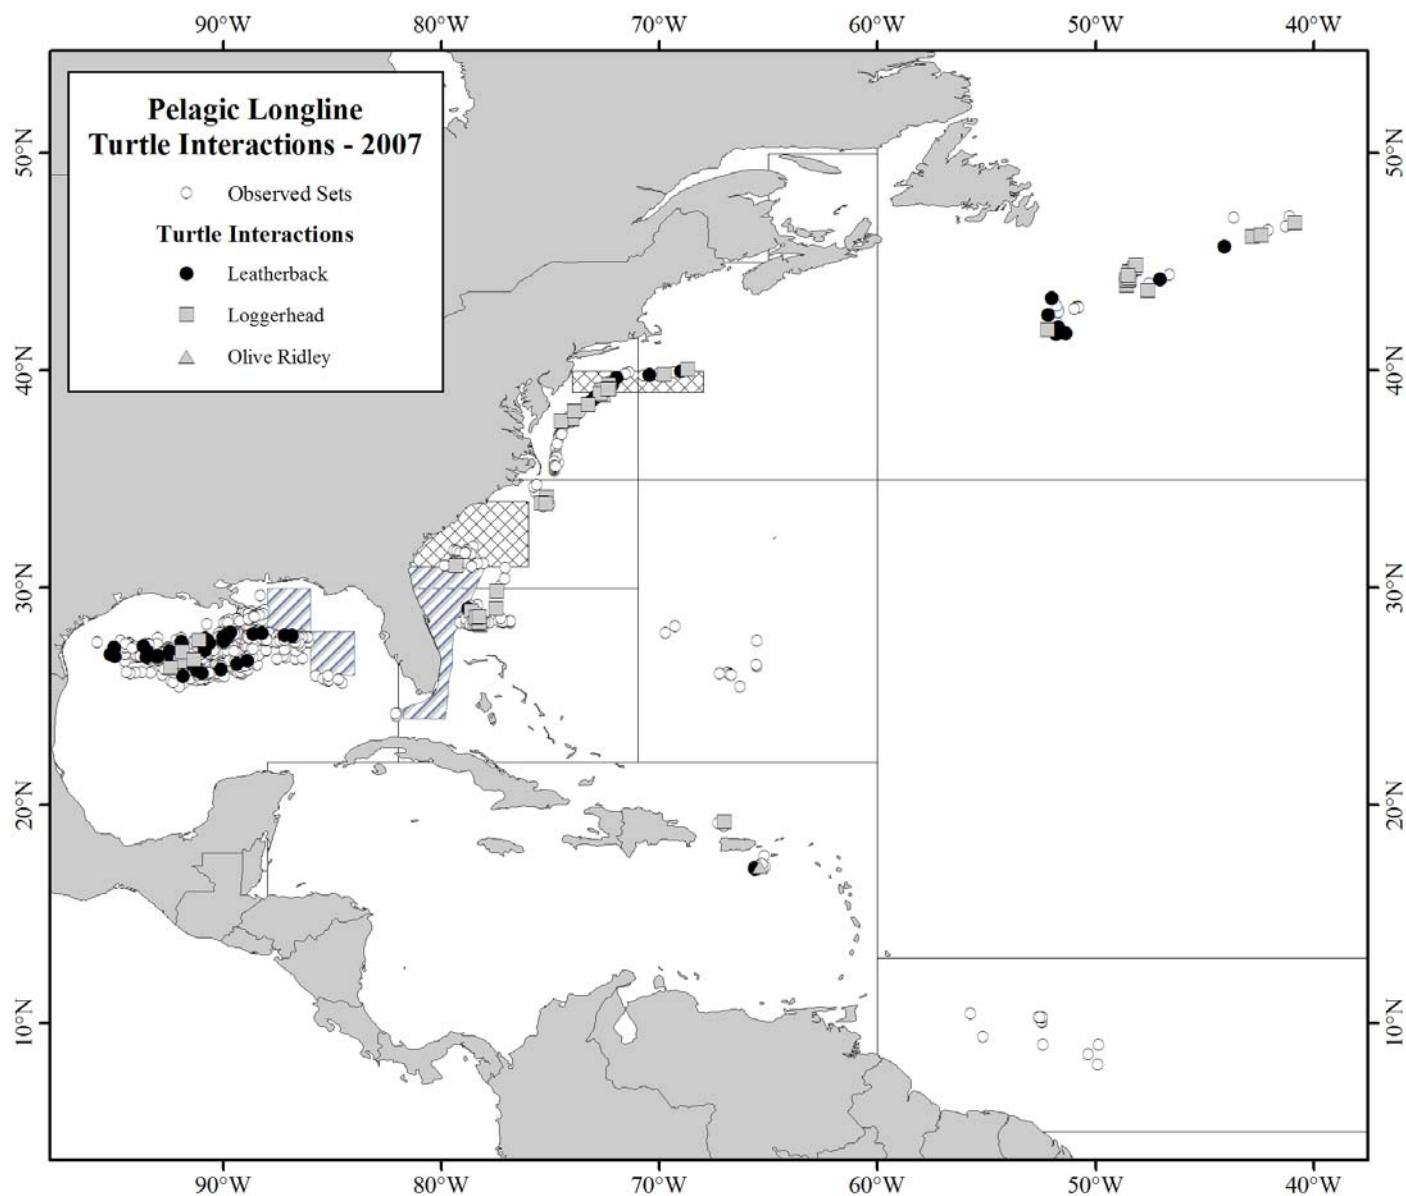 90°W 80°W 70°W 60°W 50°W 40°W
Pelagic Longline
Turtle Interactions - 2007
Observed Sets
Turtle Interactions
Leatherback
Loggerhead
Olive Ridley
50°N 50°N
40°N 40°N
30°N 30°N
20°N 20°N
10°N 10°N
90°W 80°W 70°W 60°W 50°W 40°W